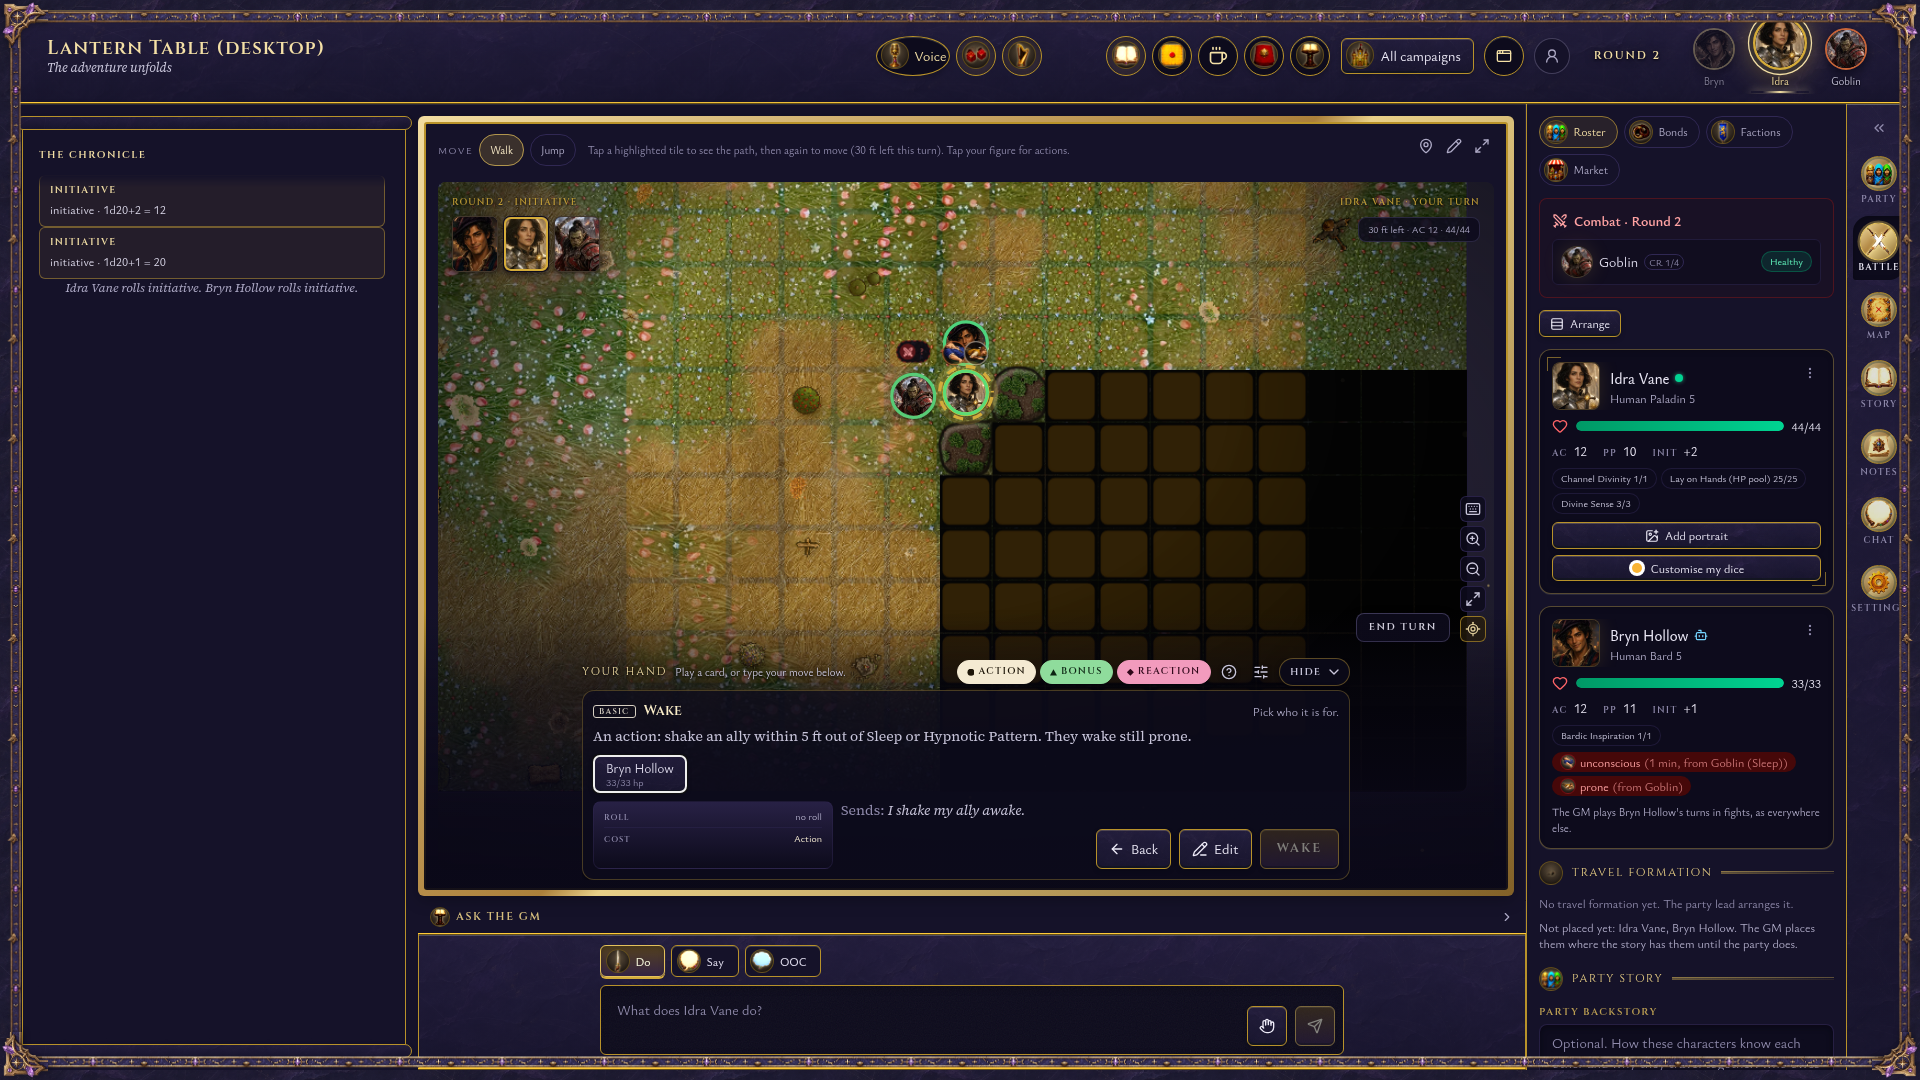 LANTERN TABLE (DESKTOP)
The adventure unfolds
Voice
All campaigns
ROUND 2
Bryn
Idra
Goblin
THE CHRONICLE
INITIATIVE
initiative · 1d20+2 = 12
INITIATIVE
initiative · 1d20+1 = 20
Idra Vane rolls initiative. Bryn Hollow rolls initiative.
MOVE
Walk
Jump
Tap a highlighted tile to see the path, then again to move (30 ft left this turn). Tap your figure for actions.
ROUND 2 · INITIATIVE
IDRA VANE · YOUR TURN
30 ft left · AC 12 · 44/44
END TURN
YOUR HAND
Play a card, or type your move below.
ACTION
BONUS
REACTION
HIDE
BASIC
WAKE
Pick who it is for.
An action: shake an ally within 5 ft out of Sleep or Hypnotic Pattern. They wake still prone.
Bryn Hollow
33/33 hp
ROLL
no roll
COST
Action
Sends: I shake my ally awake.
Back
Edit
WAKE
ASK THE GM
Do
Say
OOC
What does Idra Vane do?
Roster
Bonds
Factions
Market
Combat · Round 2
Goblin
CR 1/4
Healthy
Arrange
Idra Vane
Human Paladin 5
44/44
AC 12 PP 10 INIT +2
Channel Divinity 1/1
Lay on Hands (HP pool) 25/25
Divine Sense 3/3
Add portrait
Customise my dice
Bryn Hollow
Human Bard 5
33/33
AC 12 PP 11 INIT +1
Bardic Inspiration 1/1
unconscious (1 min, from Goblin (Sleep))
prone (from Goblin)
The GM plays Bryn Hollow's turns in fights, as everywhere
else.
TRAVEL FORMATION
No travel formation yet. The party lead arranges it.
Not placed yet: Idra Vane, Bryn Hollow. The GM places
them where the story has them until the party does.
PARTY STORY
PARTY BACKSTORY
Optional. How these characters know each
PARTY
BATTLE
MAP
STORY
NOTES
CHAT
SETTING